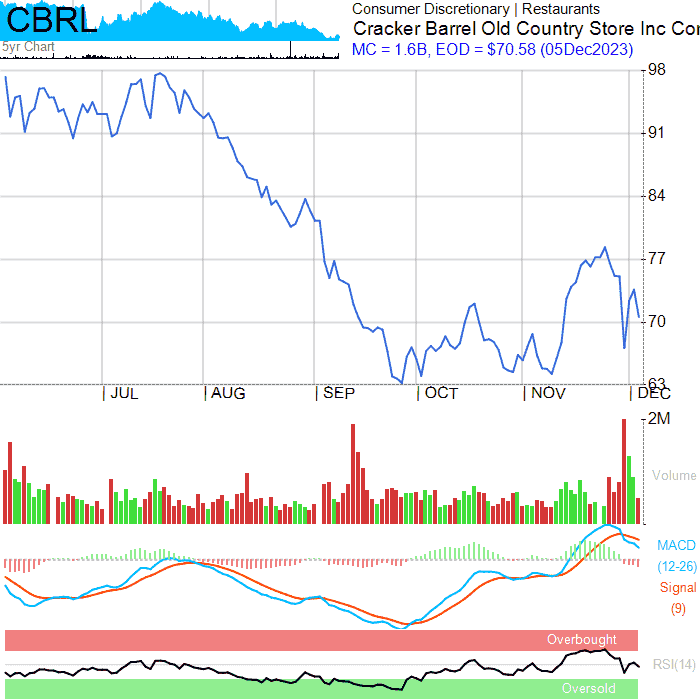 CBRL
5yr Chart
Consumer Discretionary | Restaurants
Cracker Barrel Old Country Store Inc Cor
MC = 1.6B, EOD = $70.58 (05Dec2023)
98
91
84
77
70
63
JUL
AUG
SEP
OCT
NOV
DEC
2M
Volume
MACD
(12-26)
Signal
(9)
Overbought
RSI(14)
Oversold